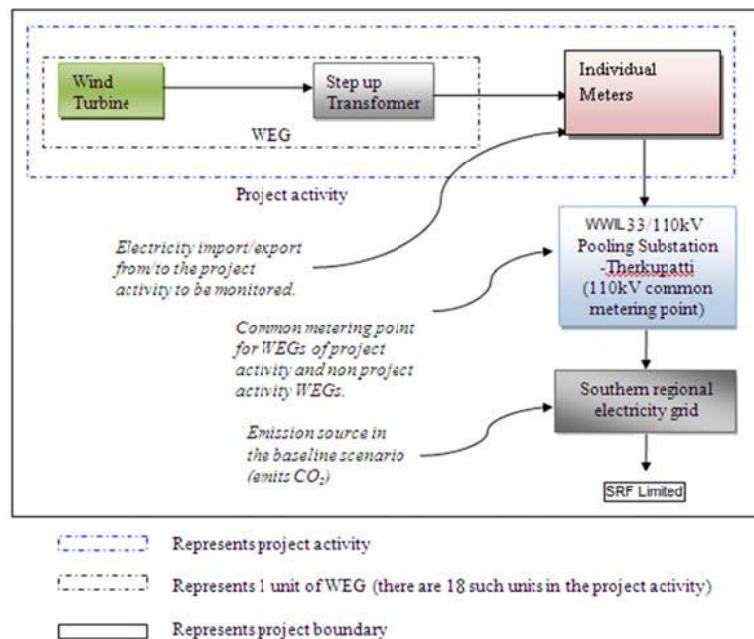 Wind
Turbine
Step up
Transformer
Individual
Meters
WEG
Project activity
WWIL 33/110kV
Pooling Substation
-Therkupatti
(110kV common
metering point)
Electricity import/export
from/to the project
activity to be monitored.
Common metering point
for WEGs of project
activity and non project
activity WEGs.
Southern regional
electricity grid
Emission source in
the baseline scenario
(emits CO₂)
SRF Limited
Represents project activity
Represents 1 unit of WEG (there are 18 such units in the project activity)
Represents project boundary